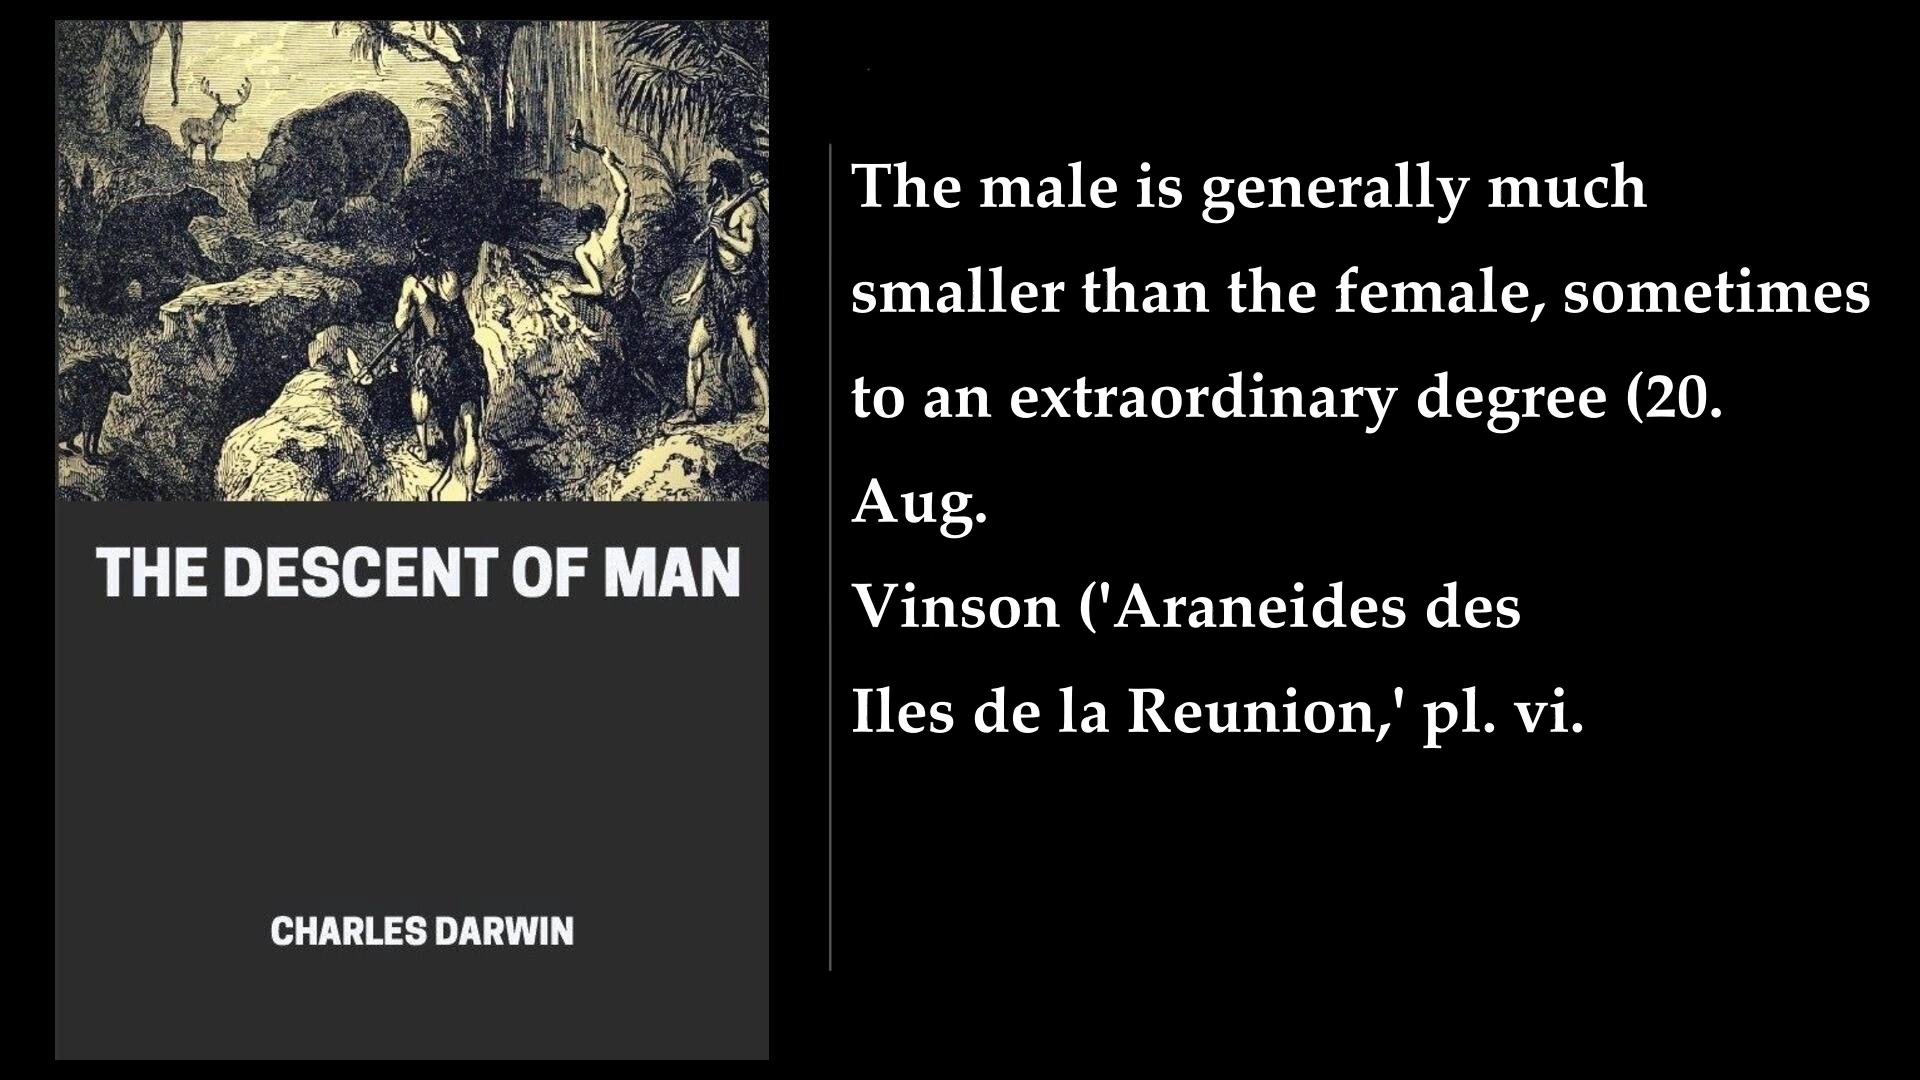 THE DESCENT OF MAN
CHARLES DARWIN
The male is generally much
smaller than the female, sometimes
to an extraordinary degree (20.
Aug.
Vinson ('Araneides des
Iles de la Reunion,' pl. vi.